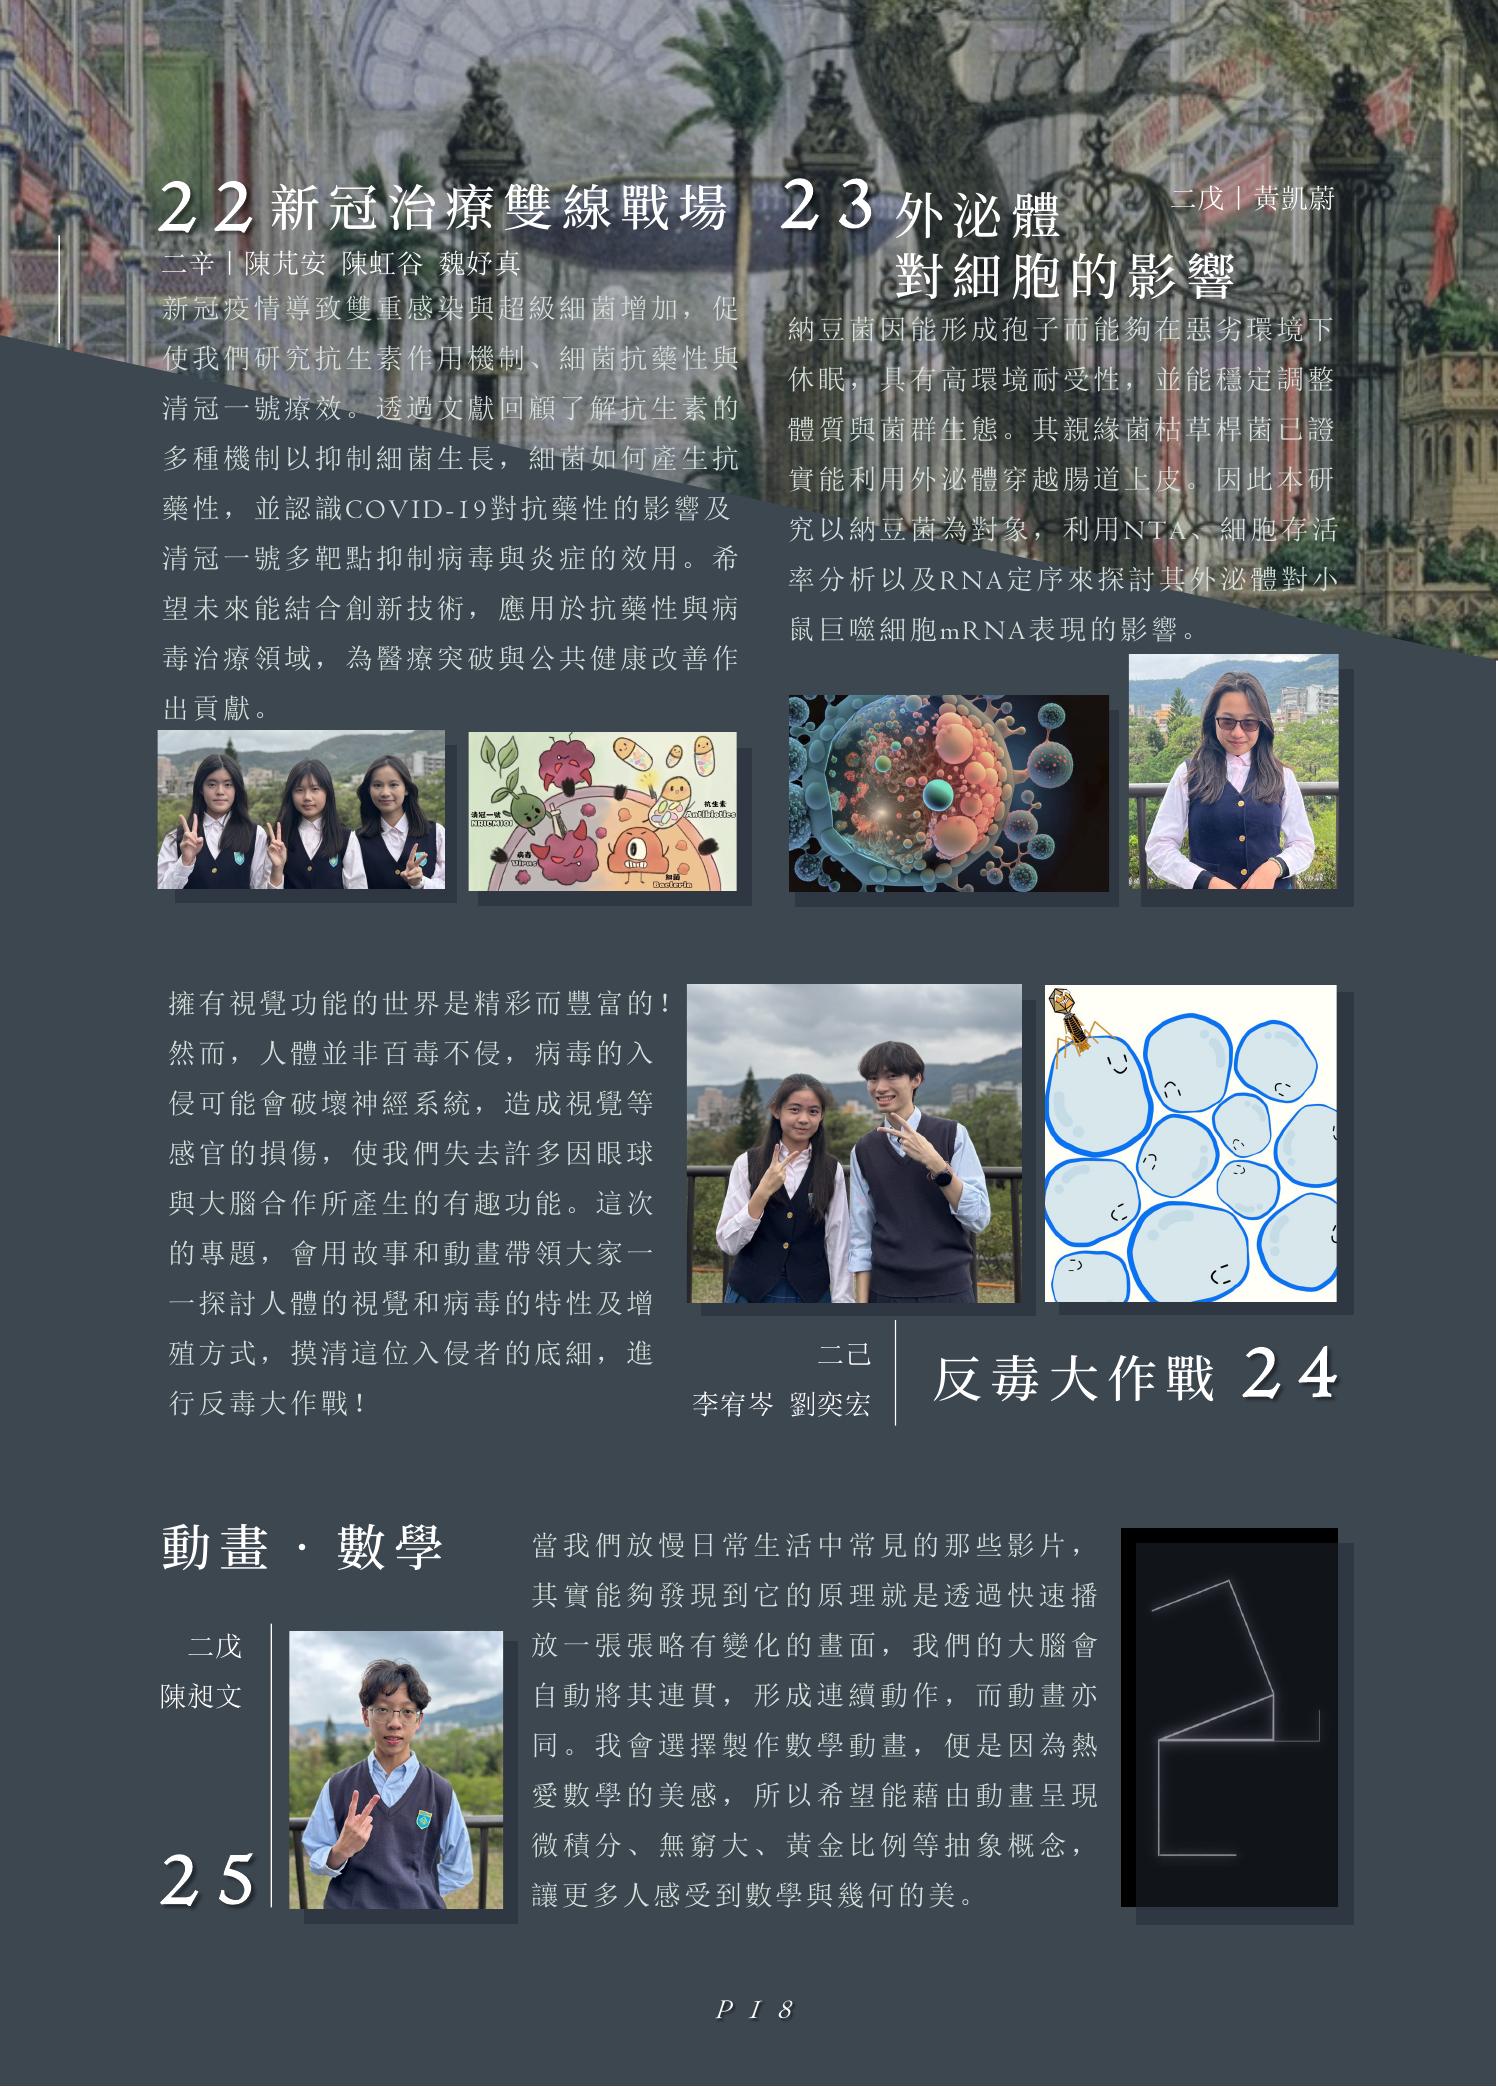 22 新冠治療雙線戰場
二辛｜陳芃安 陳虹谷 魏妤真
新冠疫情導致雙重感染與超級細菌增加，促
使我們研究抗生素作用機制、細菌抗藥性與
清冠一號療效。透過文獻回顧了解抗生素的
多種機制以抑制細菌生長，細菌如何產生抗
藥性，並認識COVID-19對抗藥性的影響及
清冠一號多靶點抑制病毒與炎症的效用。希
望未來能結合創新技術，應用於抗藥性與病
毒治療領域，為醫療突破與公共健康改善作
出貢獻。
清冠一號
NRICM101
抗生素
Antibiotics
病毒
Virus
細菌
Bacteria
23 外泌體
對細胞的影響
二戊｜黃凱蔚
納豆菌因能形成孢子而能夠在惡劣環境下
休眠，具有高環境耐受性，並能穩定調整
體質與菌群生態。其親緣菌枯草桿菌已證
實能利用外泌體穿越腸道上皮。因此本研
究以納豆菌為對象，利用NTA、細胞存活
率分析以及RNA定序來探討其外泌體對小
鼠巨噬細胞mRNA表現的影響。
擁有視覺功能的世界是精彩而豐富的！
然而，人體並非百毒不侵，病毒的入
侵可能會破壞神經系統，造成視覺等
感官的損傷，使我們失去許多因眼球
與大腦合作所產生的有趣功能。這次
的專題，會用故事和動畫帶領大家一
一探討人體的視覺和病毒的特性及增
殖方式，摸清這位入侵者的底細，進
行反毒大作戰！
二己
李宥岑 劉奕宏
反毒大作戰 24
動畫．數學
二戊
陳昶文
25
當我們放慢日常生活中常見的那些影片，
其實能夠發現到它的原理就是透過快速播
放一張張略有變化的畫面，我們的大腦會
自動將其連貫，形成連續動作，而動畫亦
同。我會選擇製作數學動畫，便是因為熱
愛數學的美感，所以希望能藉由動畫呈現
微積分、無窮大、黃金比例等抽象概念，
讓更多人感受到數學與幾何的美。
P18